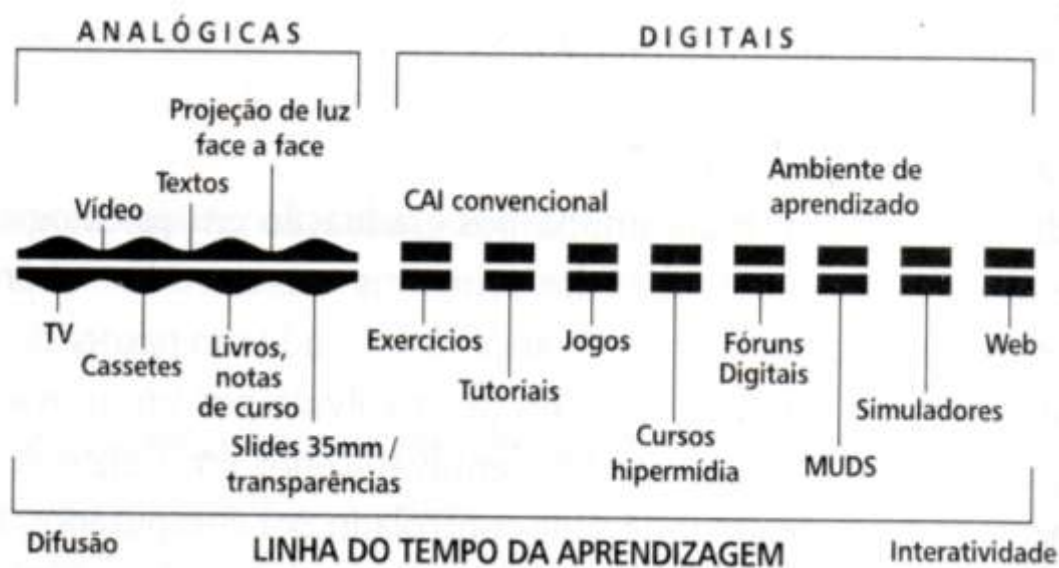 ANALÓGICAS
DIGITAIS
Projeção de luz
face a face
Textos
Vídeo
CAI convencional
Ambiente de
aprendizado
TV
Cassetes
Livros,
notas
de curso
Slides 35mm /
transparências
Exercícios
Tutoriais
Jogos
Cursos
hipermídia
Fóruns
Digitais
MUDS
Simuladores
Web
Difusão
LINHA DO TEMPO DA APRENDIZAGEM
Interatividade